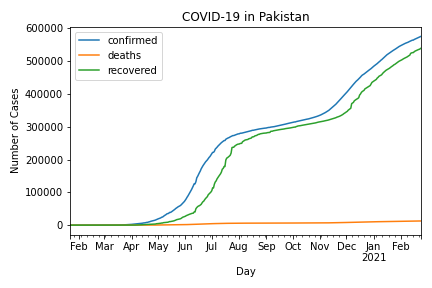 COVID-19 in Pakistan
confirmed
deaths
recovered
Number of Cases
600000
500000
400000
300000
200000
100000
0
Feb Mar Apr May Jun Jul Aug Sep Oct Nov Dec Jan Feb
2021
Day